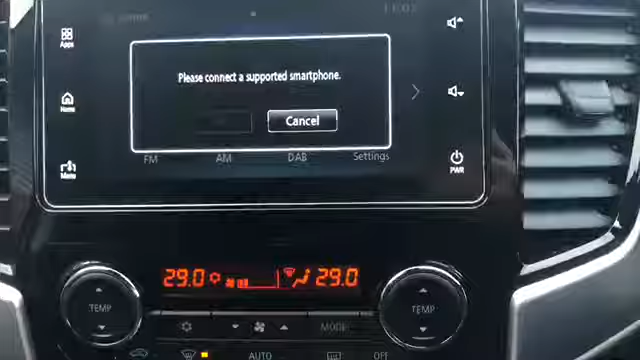 Apps
Please connect a supported smartphone.
Home
Cancel
FM AM DAB Settings
Menu
PWR
29.0 29.0
TEMP TEMP
MODE
AUTO OFF